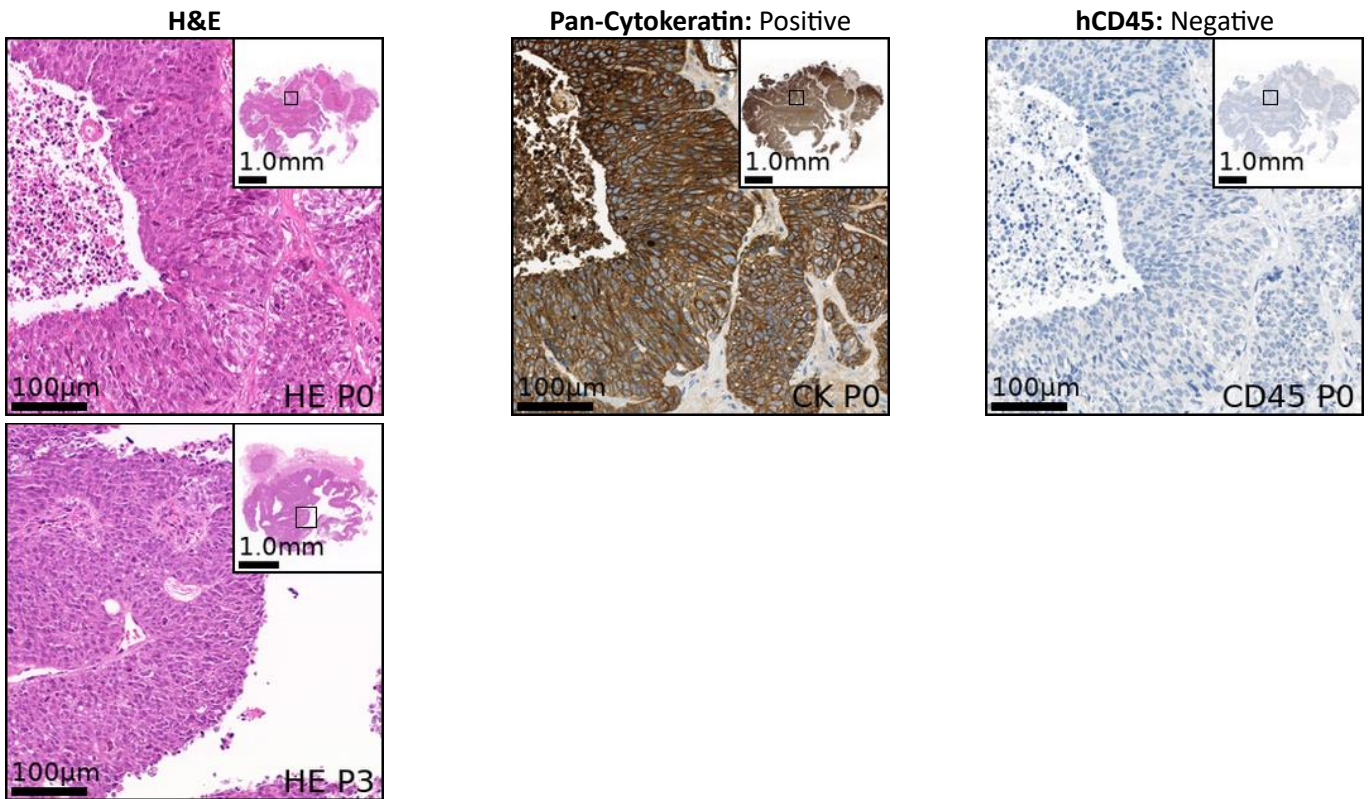 H&E
Pan-Cytokeratin: Positive
hCD45: Negative
1.0mm
100µm
HE P0
1.0mm
100µm
CK P0
1.0mm
100µm
CD45 P0
1.0mm
100µm
HE P3